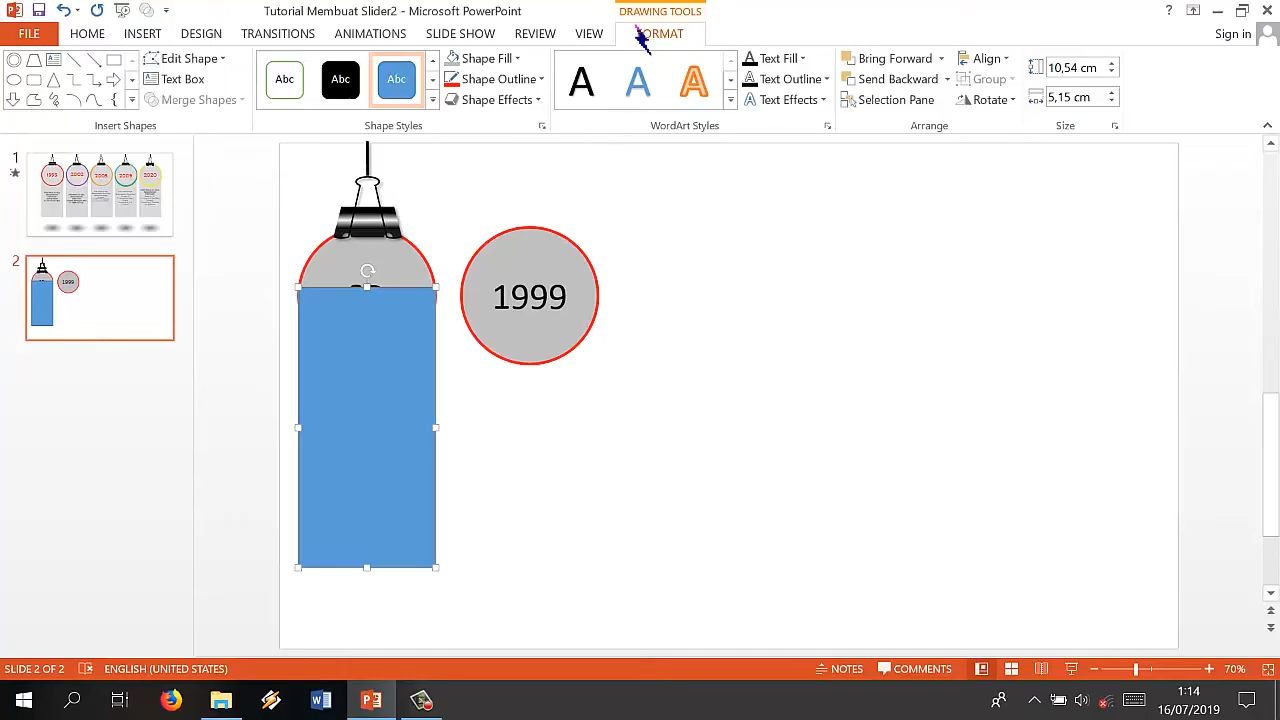 Tutorial Membuat Slider2 - Microsoft PowerPoint
DRAWING TOOLS
?
FILE
HOME
INSERT
DESIGN
TRANSITIONS
ANIMATIONS
SLIDE SHOW
REVIEW
VIEW
FORMAT
Sign in
Edit Shape
Text Box
Merge Shapes
Insert Shapes
Abc
Abc
Abc
Shape Fill
Shape Outline
Shape Effects
Shape Styles
A
A
A
Text Fill
Text Outline
Text Effects
WordArt Styles
Bring Forward
Send Backward
Selection Pane
Align
Group
Rotate
Arrange
10,54 cm
5,15 cm
Size
1
2
1999
1999
SLIDE 2 OF 2
ENGLISH (UNITED STATES)
NOTES
COMMENTS
70%
1:14
16/07/2019